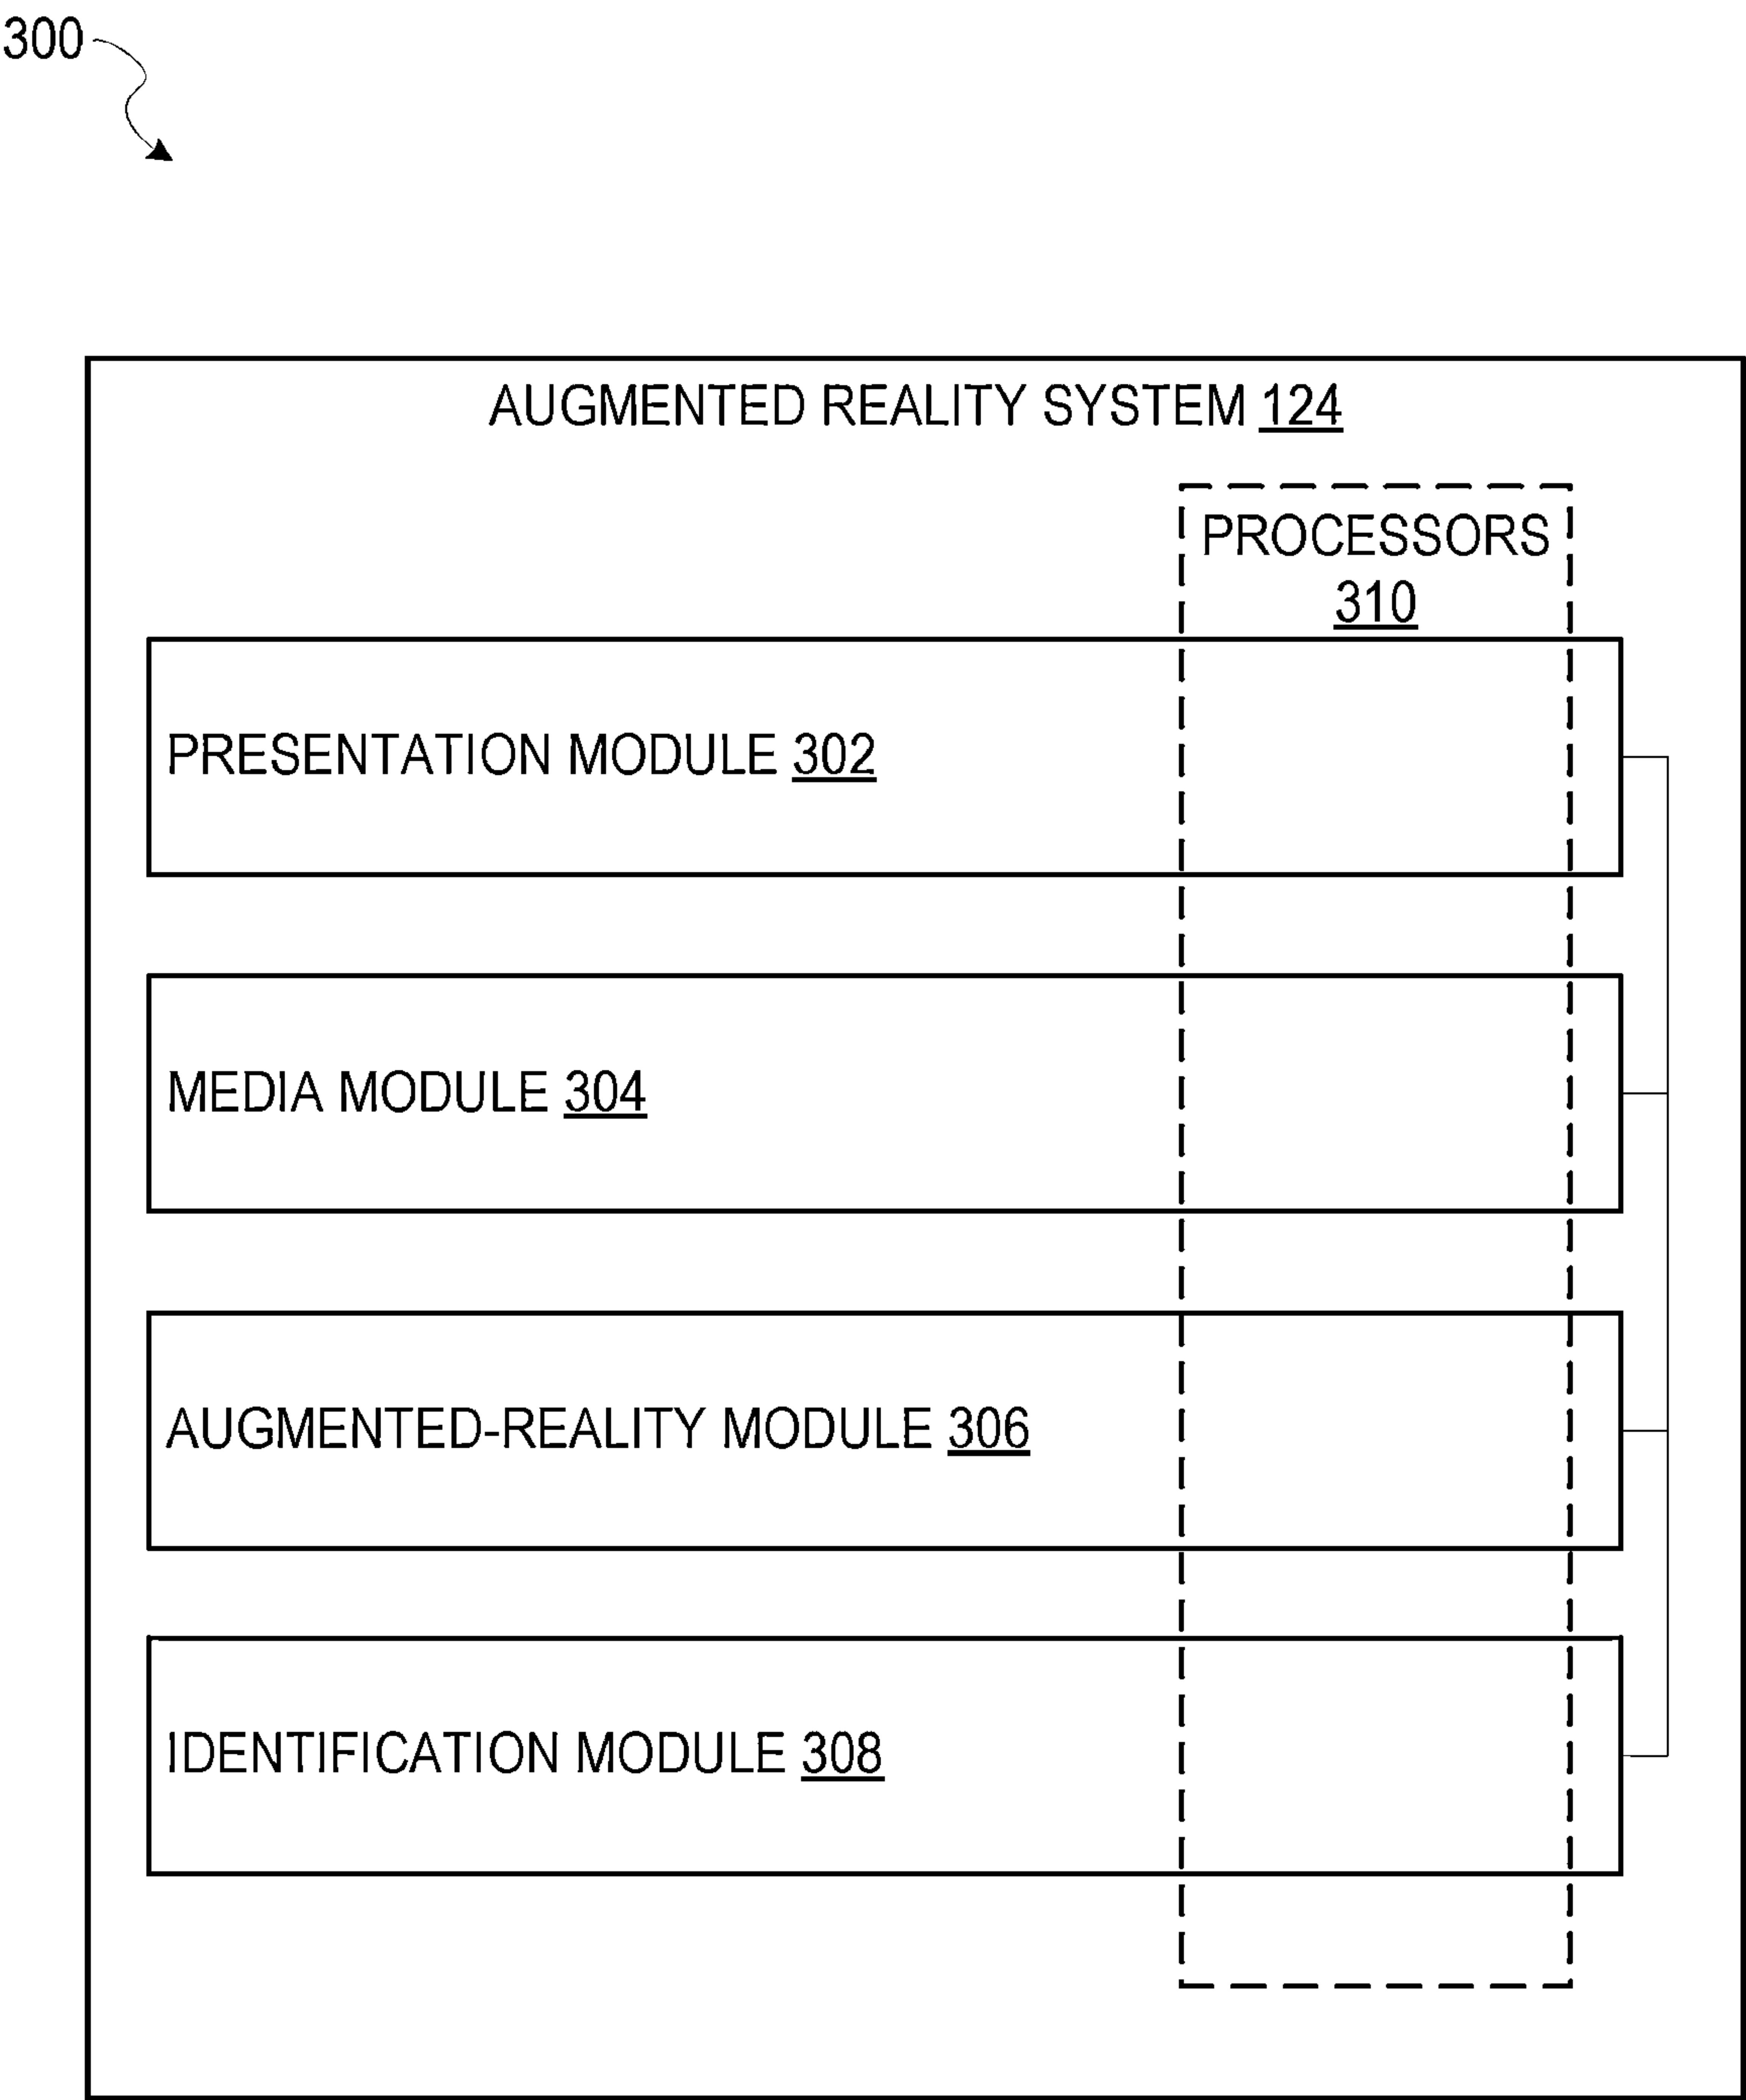 300
AUGMENTED REALITY SYSTEM 124
PROCESSORS
310
PRESENTATION MODULE 302
MEDIA MODULE 304
AUGMENTED-REALITY MODULE 306
IDENTIFICATION MODULE 308